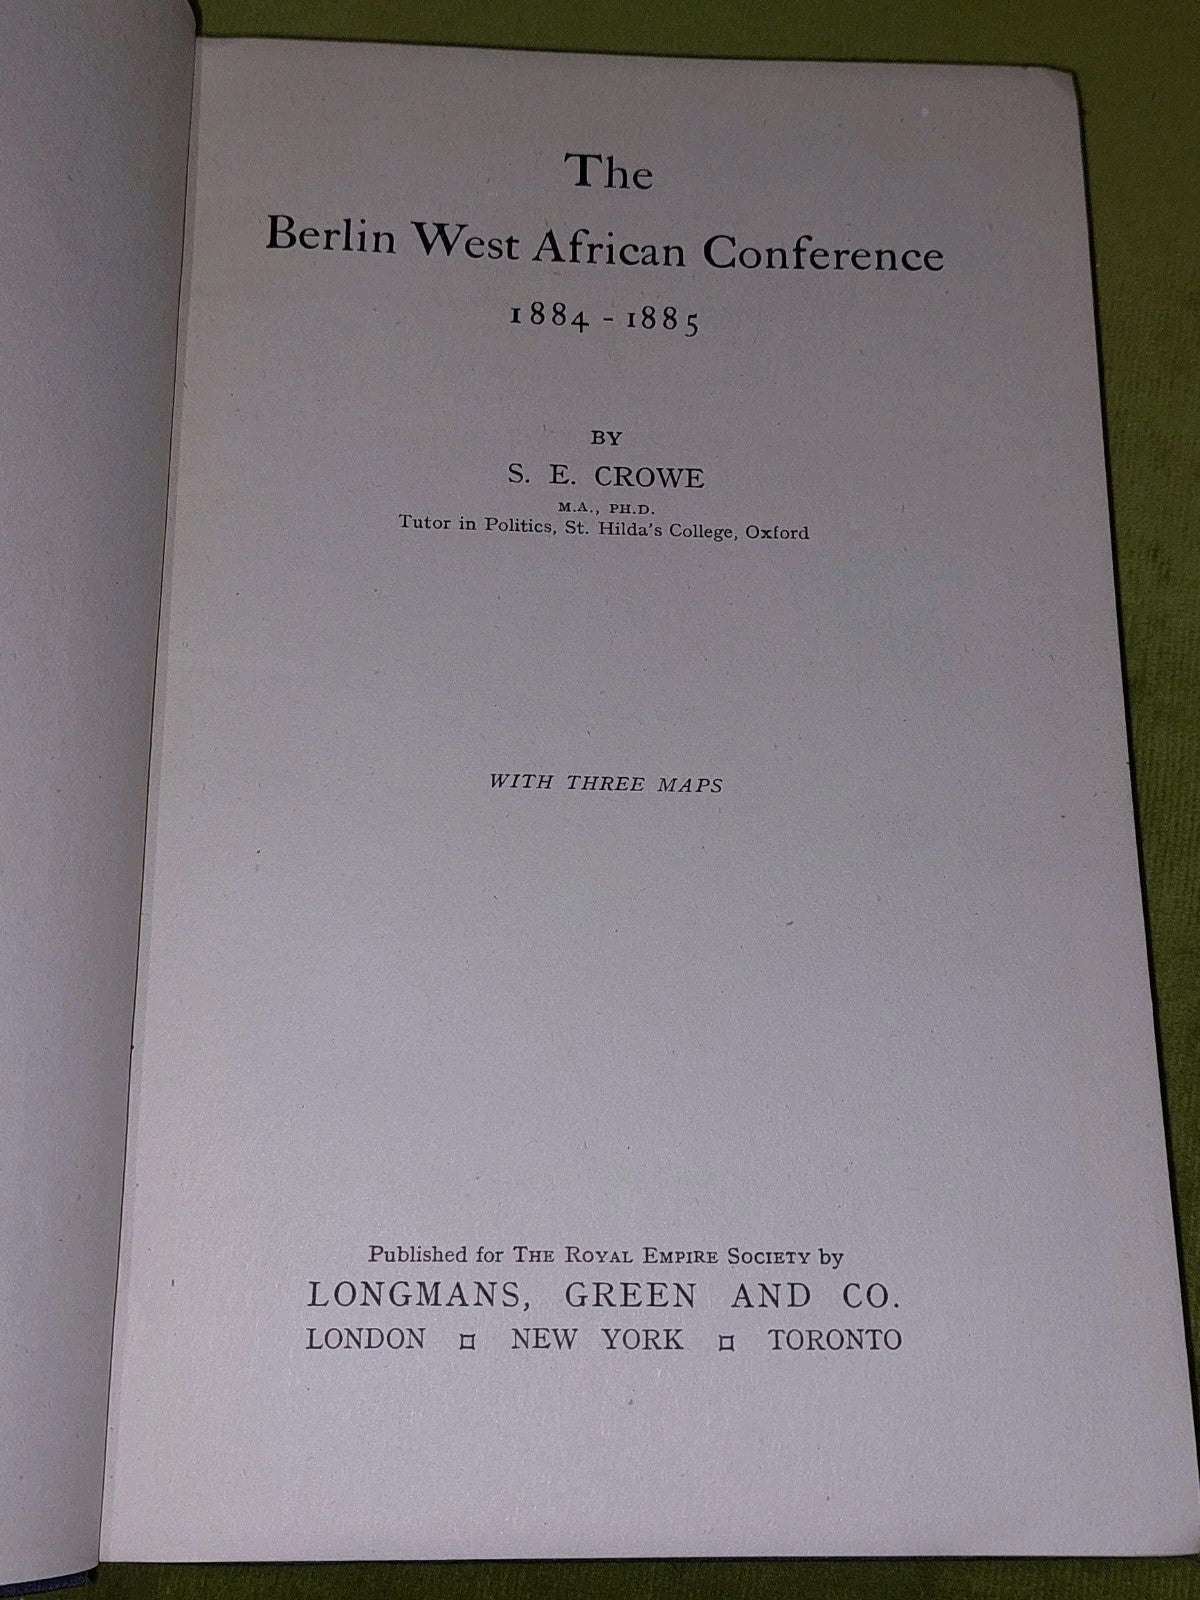 The
Berlin West African Conference
1884 - 1885
BY
S. E. CROWE
M.A., PH.D.
Tutor in Politics, St. Hilda's College, Oxford
WITH THREE MAPS
Published for THE ROYAL EMPIRE SOCIETY by
LONGMANS, GREEN AND CO.
LONDON ¤ NEW YORK ¤ TORONTO